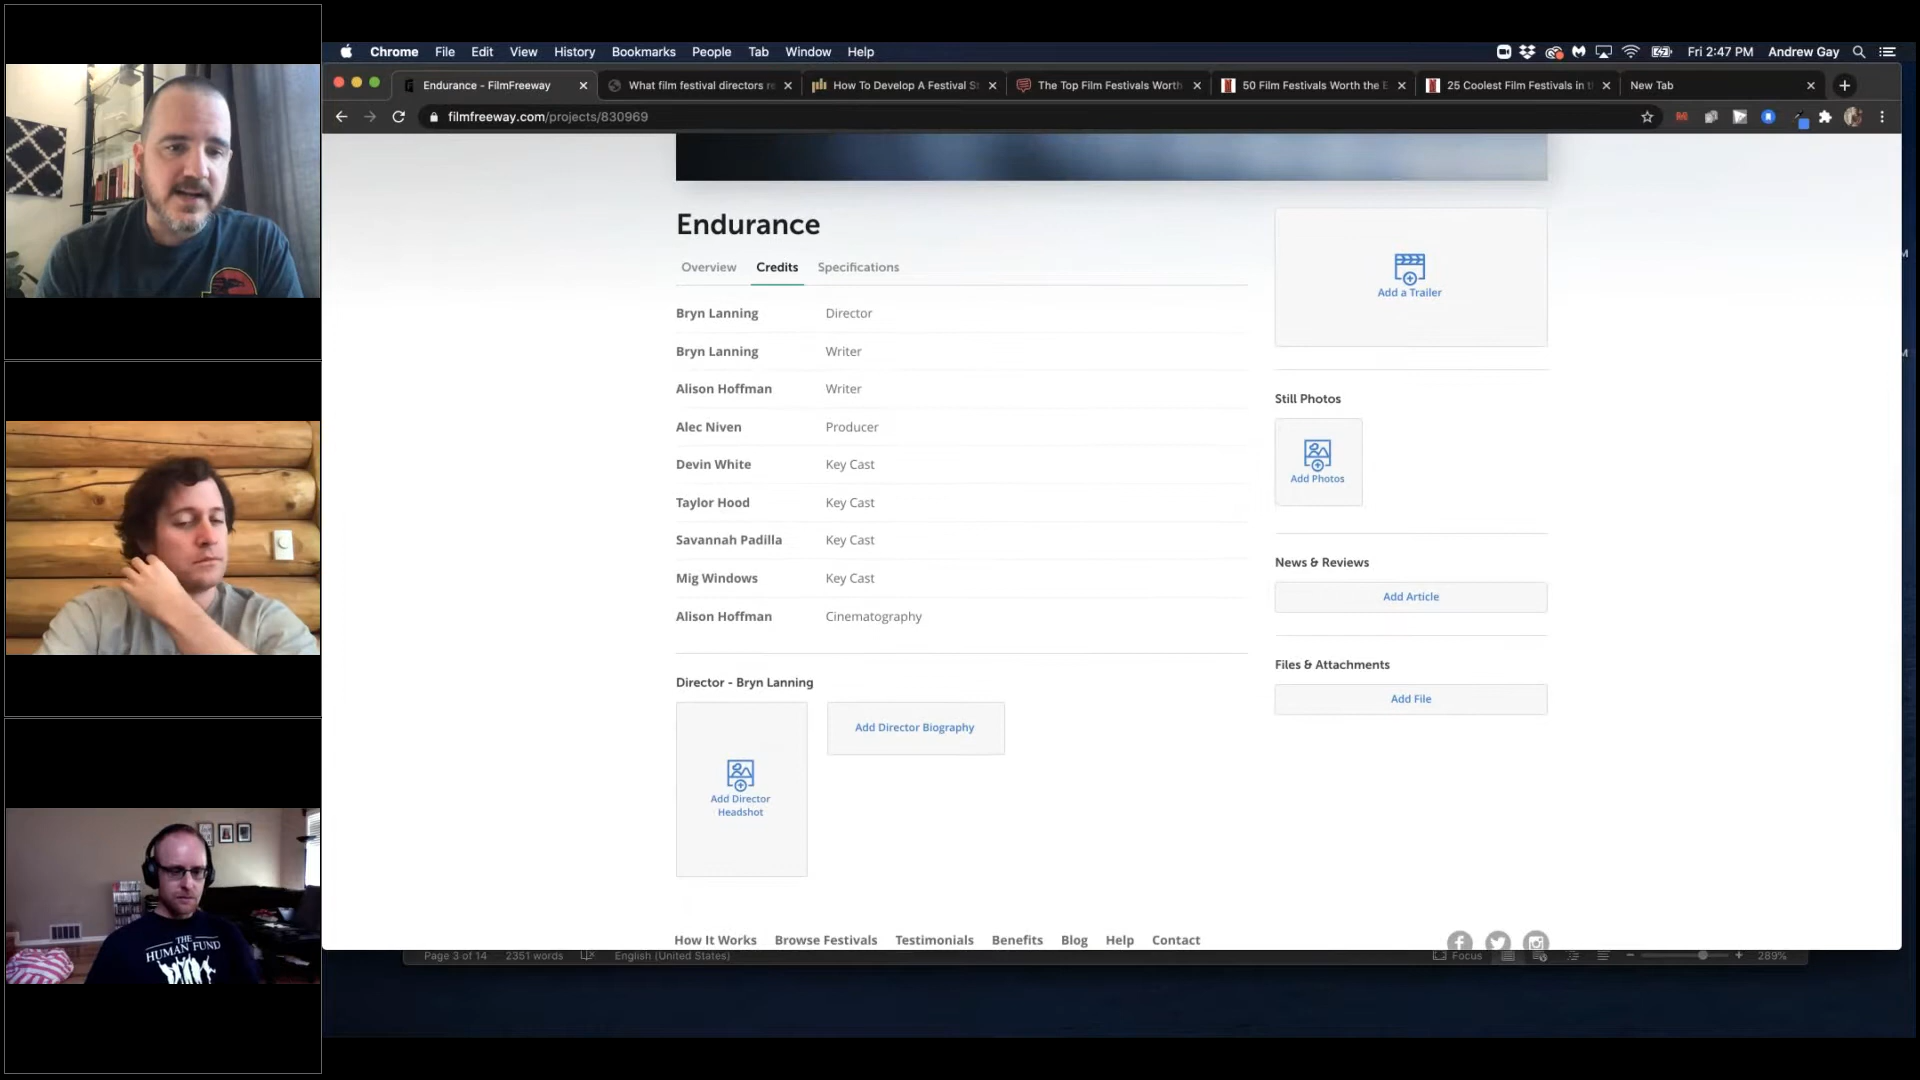 Chrome File Edit View History Bookmarks People Tab Window Help Fri 2:47 PM Andrew Gay
Endurance - FilmFreeway What film festival directors re How To Develop A Festival St The Top Film Festivals Worth 50 Film Festivals Worth the E 25 Coolest Film Festivals in t New Tab
filmfreeway.com/projects/830969
Endurance
Overview Credits Specifications
Add a Trailer
Bryn Lanning Director
Bryn Lanning Writer
Alison Hoffman Writer
Still Photos
Alec Niven Producer
Devin White Key Cast
Add Photos
Taylor Hood Key Cast
Savannah Padilla Key Cast
News & Reviews
Mig Windows Key Cast
Add Article
Alison Hoffman Cinematography
Files & Attachments
Director - Bryn Lanning
Add File
Add Director Biography
Add Director
Headshot
How It Works Browse Festivals Testimonials Benefits Blog Help Contact
Page 3 of 14 2351 words English (United States) Focus 289%
THE
HUMAN FUND